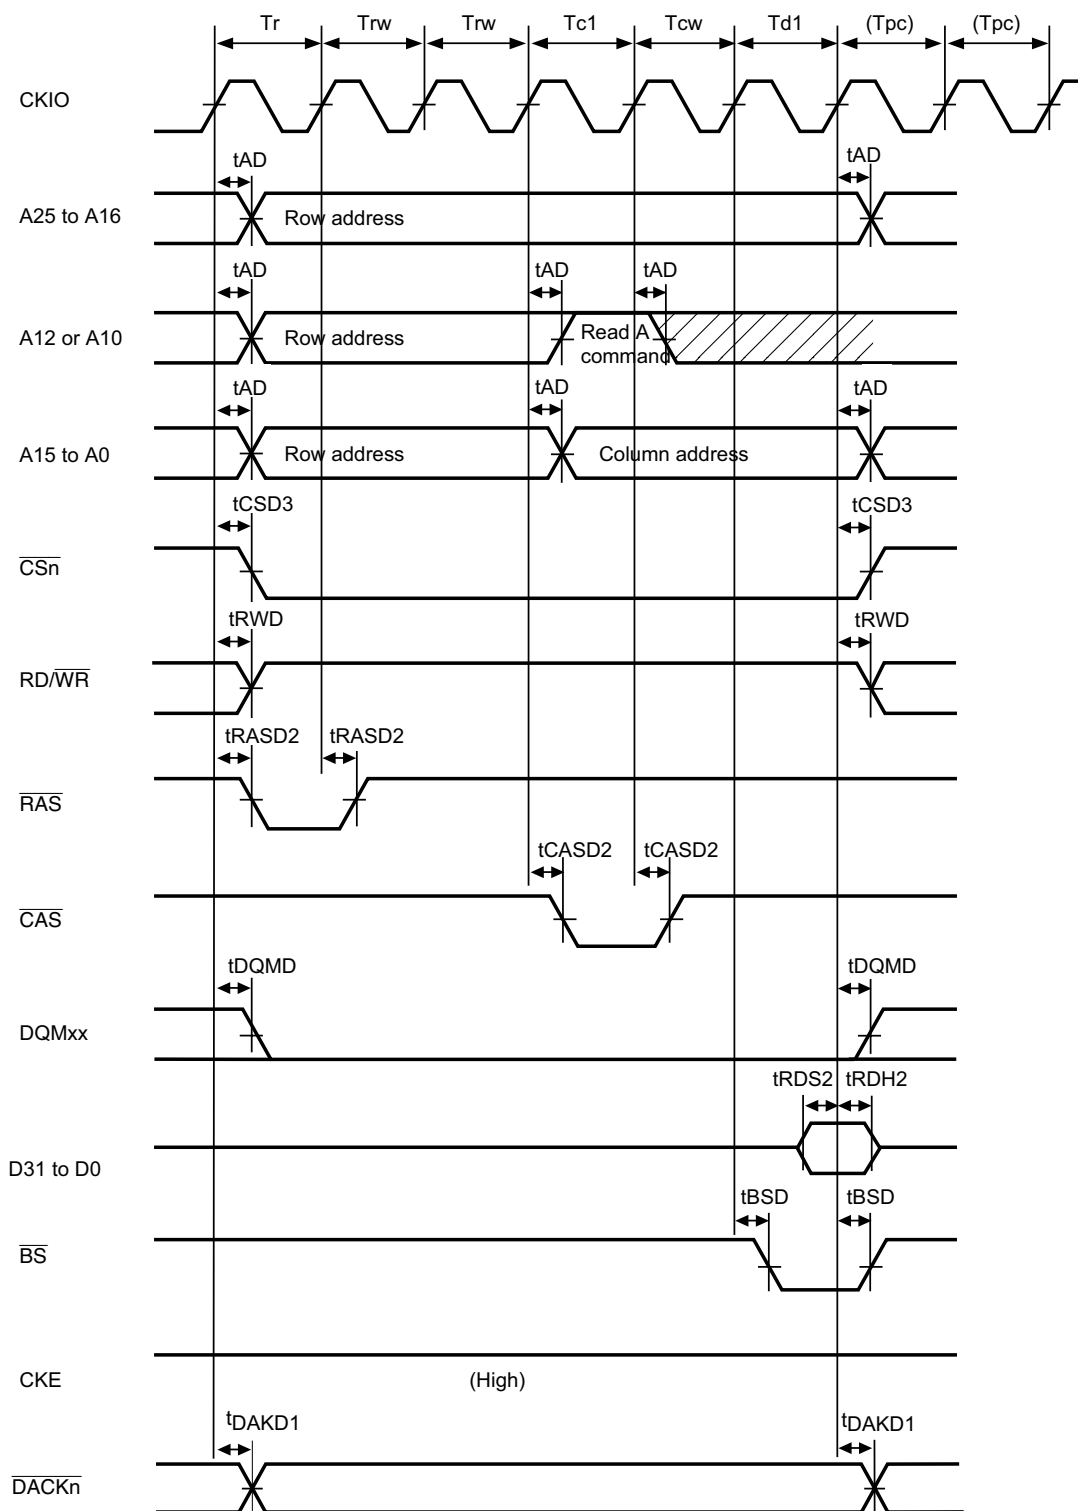 Tr Trw Trw Tc1 Tcw Td1 (Tpc) (Tpc)
CKIO
tAD tAD
A25 to A16 Row address
tAD tAD tAD
A12 or A10 Row address Read A
command
tAD tAD tAD
A15 to A0 Row address Column address
tCSD3 tCSD3
CSn
tRWD tRWD
RD/WR
tRASD2 tRASD2
RAS
tCASD2 tCASD2
CAS
tDQMD tDQMD
DQMxx
tRDS2 tRDH2
D31 to D0
tBSD tBSD
BS
CKE (High)
tDAKD1 tDAKD1
DACKn